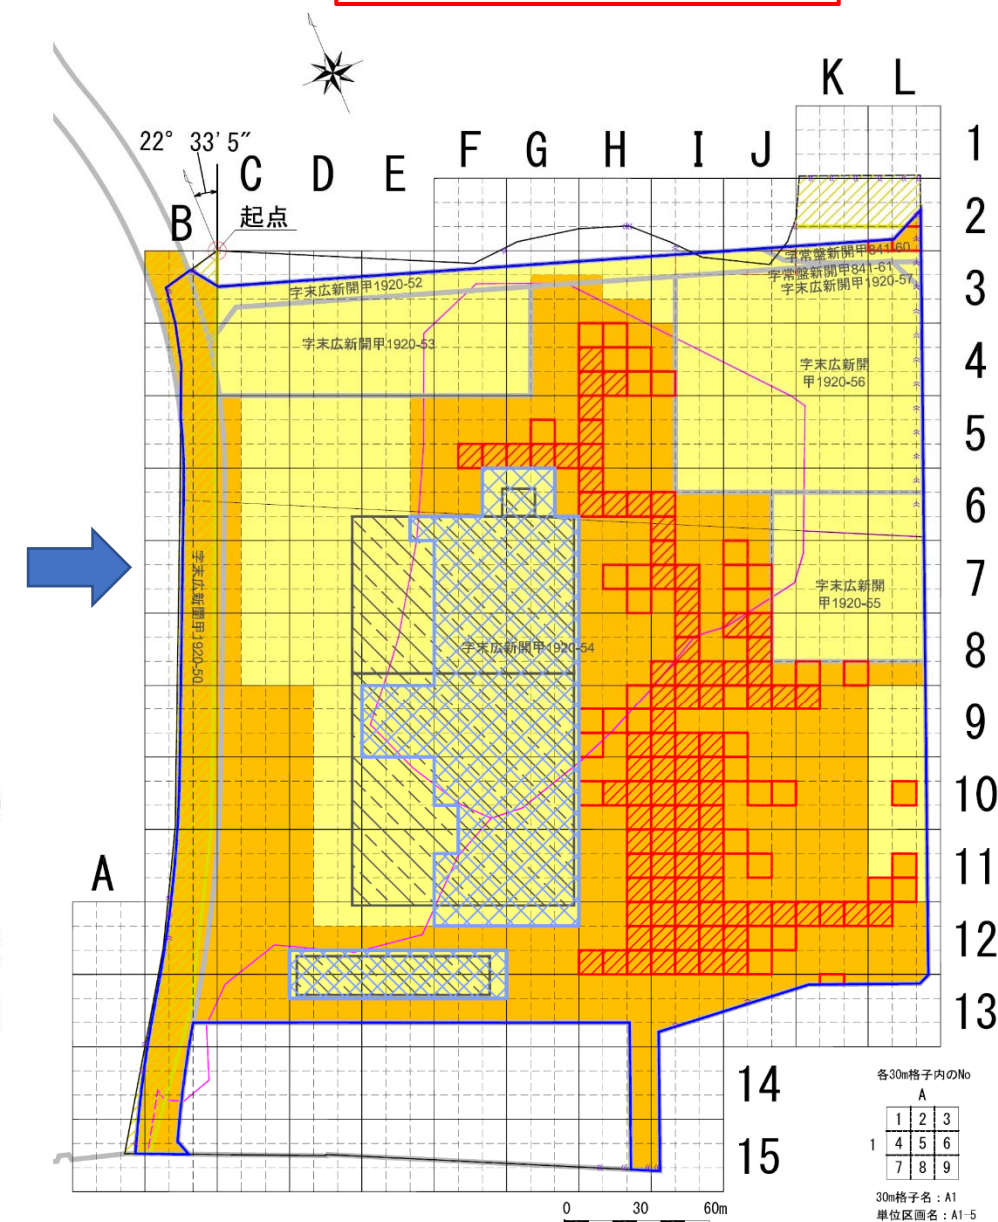 K L
1
22° 33′5″
F G H I J
C D E
B
起点
2
字常盤新開甲841-60
字常盤新開甲841-61
字末広新開甲1920-57
字末広新開甲1920-52
3
字末広新開甲1920-53
字末広新開
甲1920-56
4
5
6
字末広新開甲1920-50
字末広新開
甲1920-55
7
字末広新開甲1920-54
8
9
10
A
11
12
13
14
15
各30m格子内のNo
A
1 2 3
1 4 5 6
7 8 9
30m格子名：A1
単位区画名：A1-5
0 30 60m